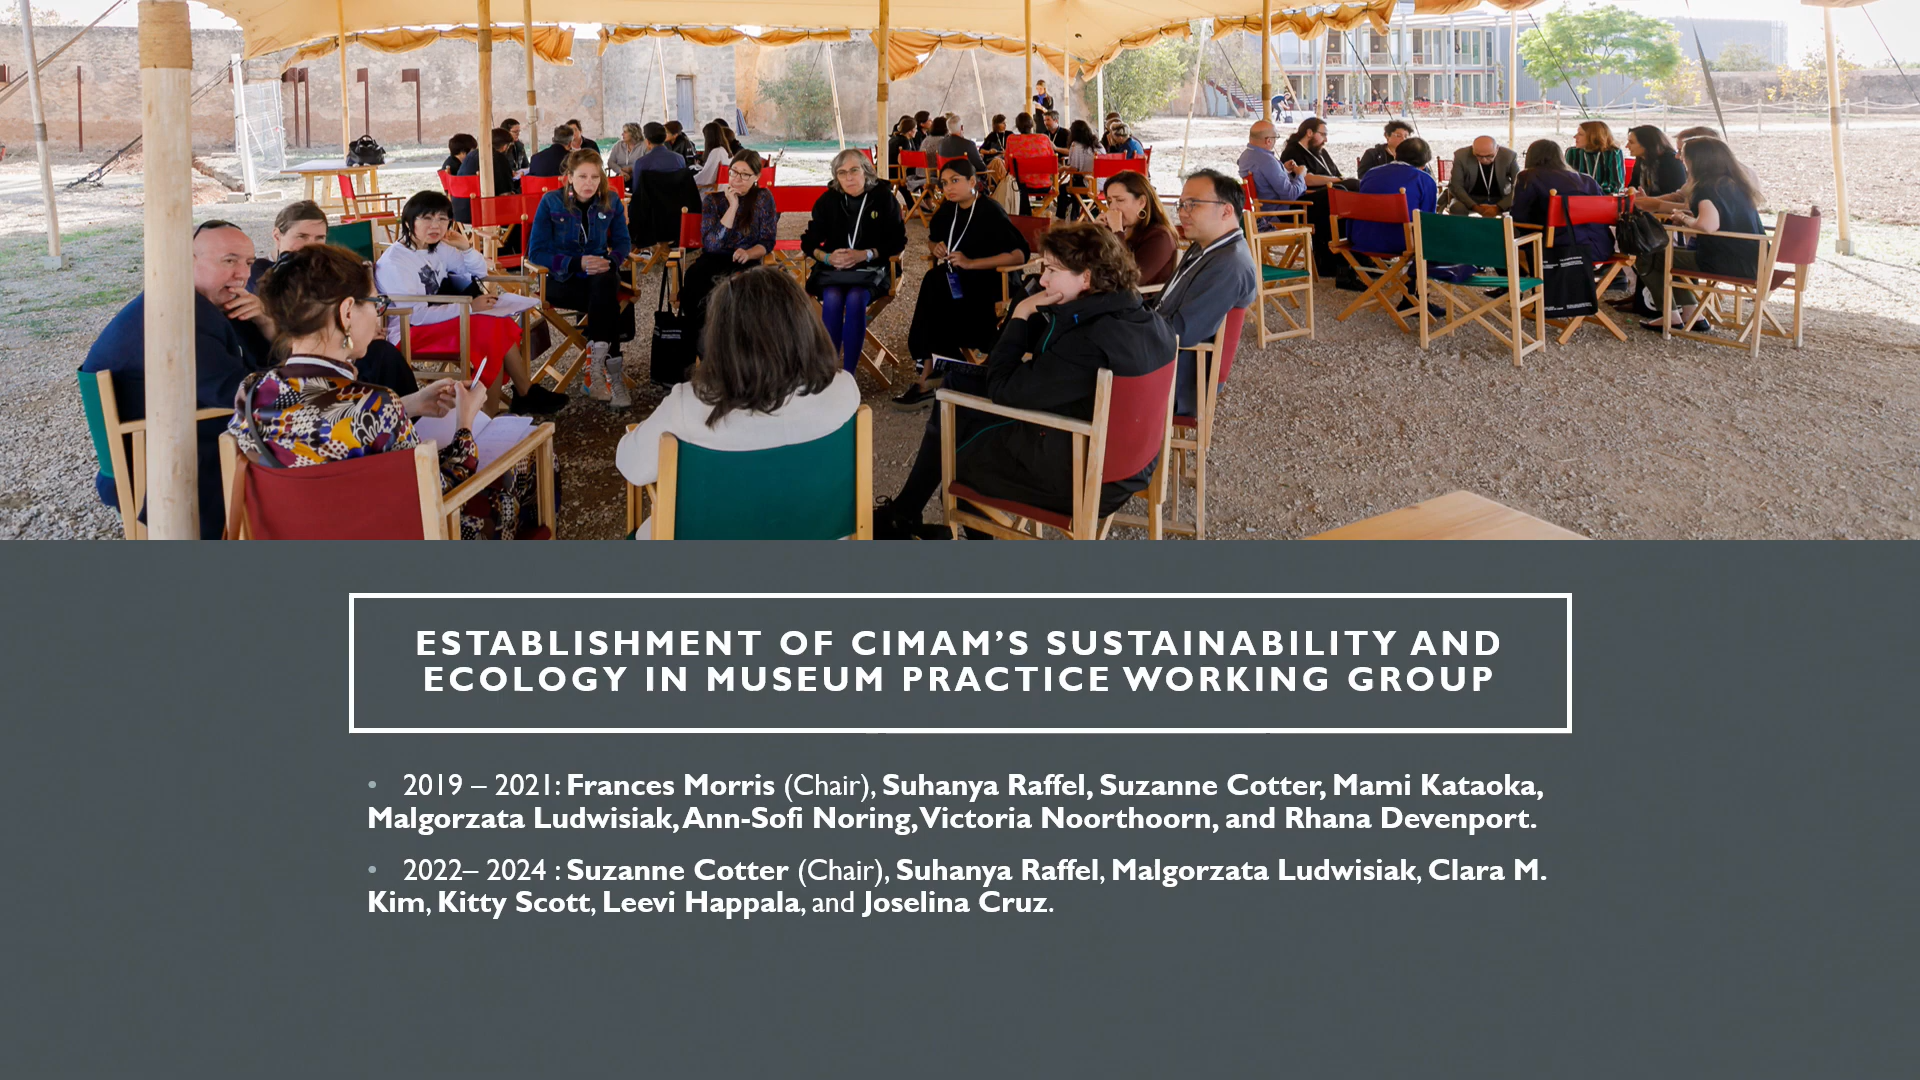 ESTABLISHMENT OF CIMAM’S SUSTAINABILITY AND
ECOLOGY IN MUSEUM PRACTICE WORKING GROUP
• 2019 – 2021: Frances Morris (Chair), Suhanya Raffel, Suzanne Cotter, Mami Kataoka,
Malgorzata Ludwisiak, Ann-Sofi Noring, Victoria Noorthoorn, and Rhana Devenport.
• 2022– 2024 : Suzanne Cotter (Chair), Suhanya Raffel, Malgorzata Ludwisiak, Clara M.
Kim, Kitty Scott, Leevi Happala, and Joselina Cruz.